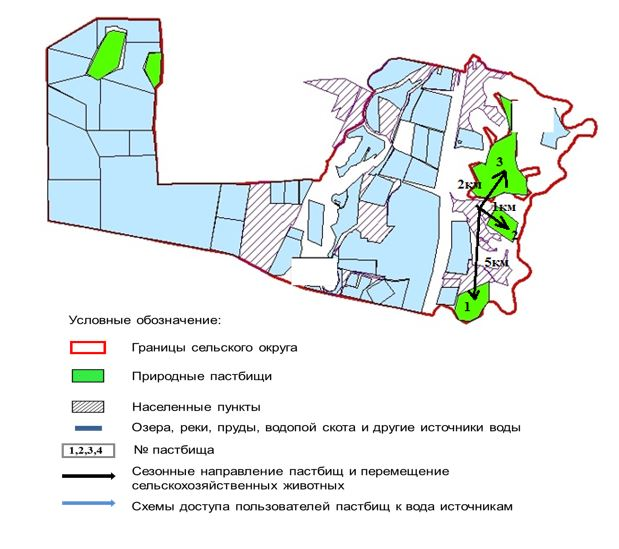 3
2км
1км
2
5км
1
Условные обозначение:
Границы сельского округа
Природные пастбищи
Населенные пункты
Озера, реки, пруды, водопой скота и другие источники воды
1,2,3,4 № пастбища
Сезонные направление пастбищ и перемещение
сельскохозяйственных животных
Схемы доступа пользователей пастбищ к вода источникам